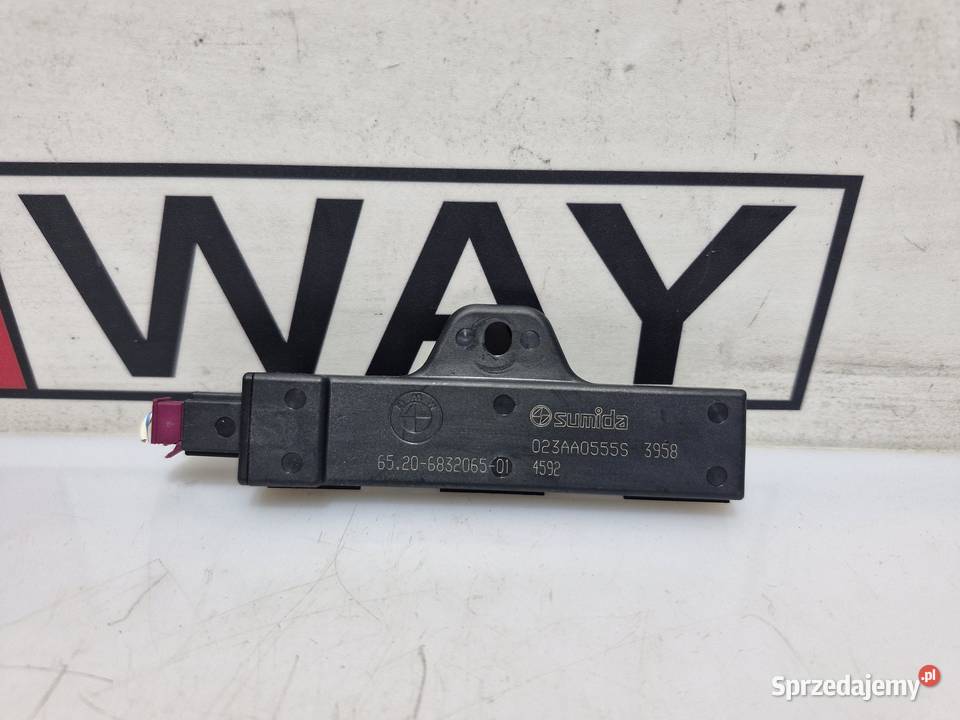 WAY
sumida
023AA0555S 3958
65.20-6832065-01 4592
Sprzedajemy.pl